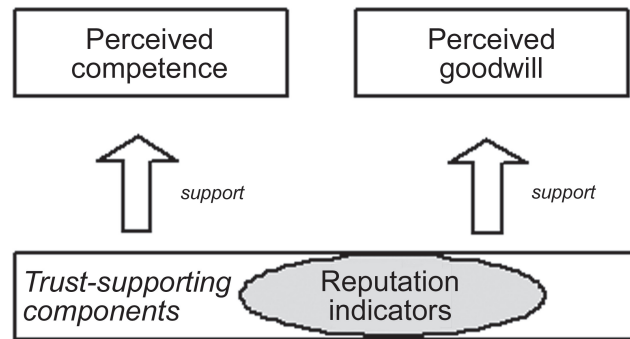 Perceived
competence
Perceived
goodwill
support
support
Trust-supporting
components
Reputation
indicators